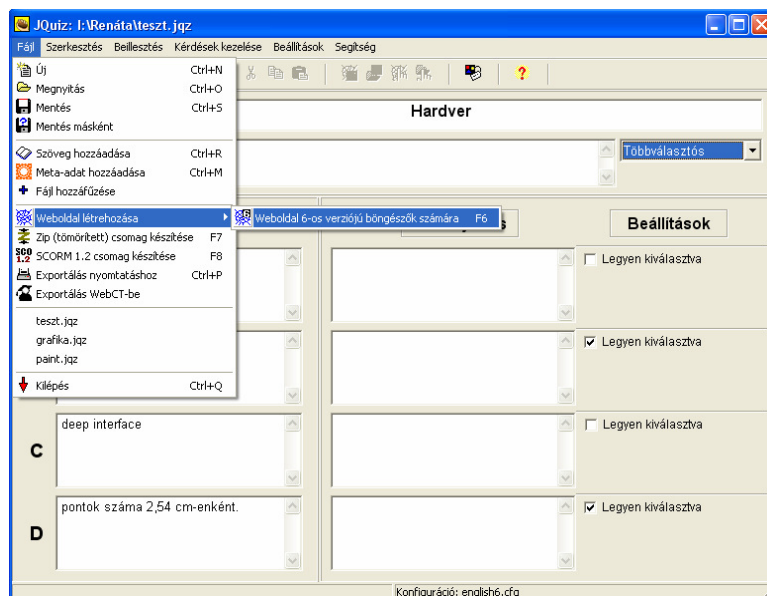 JQuiz: I:\Renáta\teszt.jqz
Fájl Szerkesztés Beillesztés Kérdések kezelése Beállítások Segítség
Új Ctrl+N
Megnyitás Ctrl+O
Mentés Ctrl+S
Mentés másként
Szöveg hozzáadása Ctrl+R
Meta-adat hozzáadása Ctrl+M
Fájl hozzáfűzése
Weboldal létrehozása
Weboldal 6-os verziójú böngészők számára F6
Zip (tömörített) csomag készítése F7
SCORM 1.2 csomag készítése F8
Exportálás nyomtatáshoz Ctrl+P
Exportálás WebCT-be
teszt.jqz
grafika.jqz
paint.jqz
Kilépés Ctrl+Q
Hardver
Többválasztós
Beállítások
Legyen kiválasztva
Legyen kiválasztva
C deep interface Legyen kiválasztva
D pontok száma 2,54 cm-enként. Legyen kiválasztva
Konfiguráció: english6.cfg